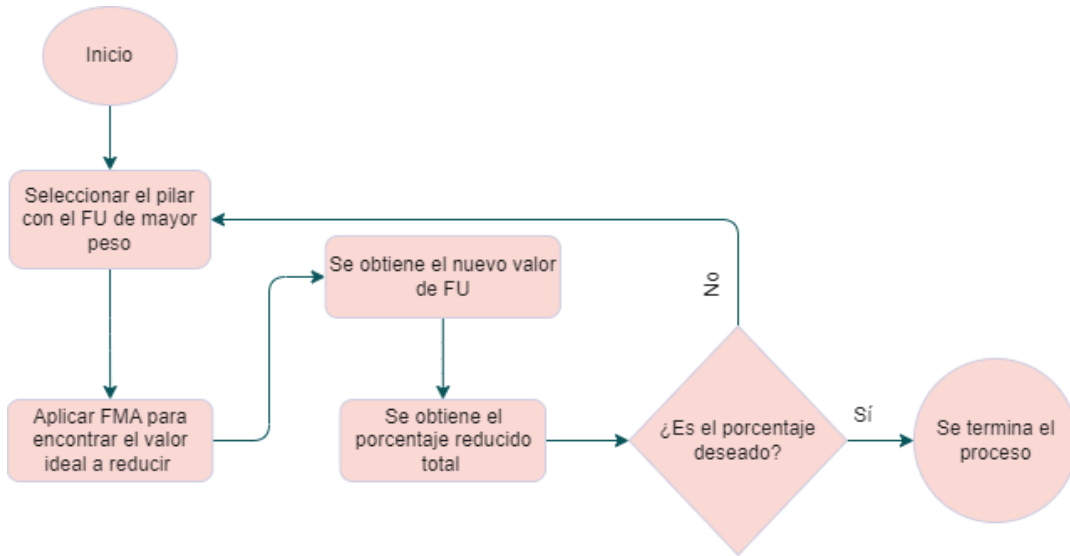 Inicio
Seleccionar el pilar
con el FU de mayor
peso
Aplicar FMA para
encontrar el valor
ideal a reducir
Se obtiene el nuevo valor
de FU
Se obtiene el
porcentaje reducido
total
¿Es el porcentaje
deseado?
No
Sí
Se termina el
proceso